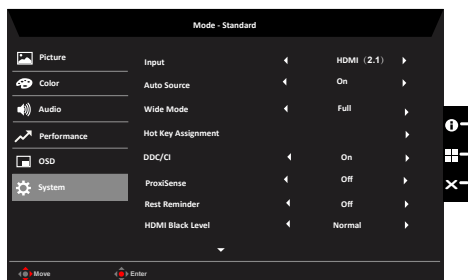 Mode - Standard
Picture
Color
Audio
Performance
OSD
System
Input HDMI（2.1）
Auto Source On
Wide Mode Full
Hot Key Assignment
DDC/CI On
ProxiSense Off
Rest Reminder Off
HDMI Black Level Normal
Move Enter